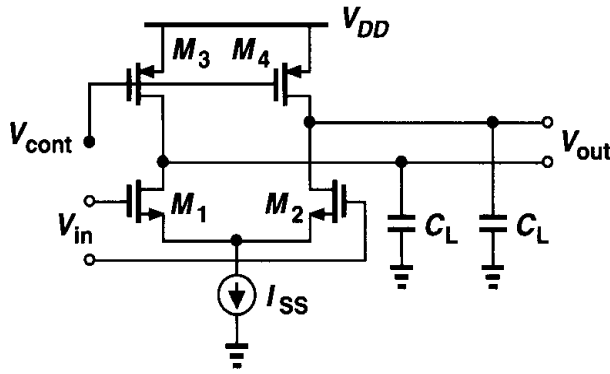 V_DD
M_3 M_4
V_cont
V_out
V_in
M_1 M_2
C_L C_L
I_SS